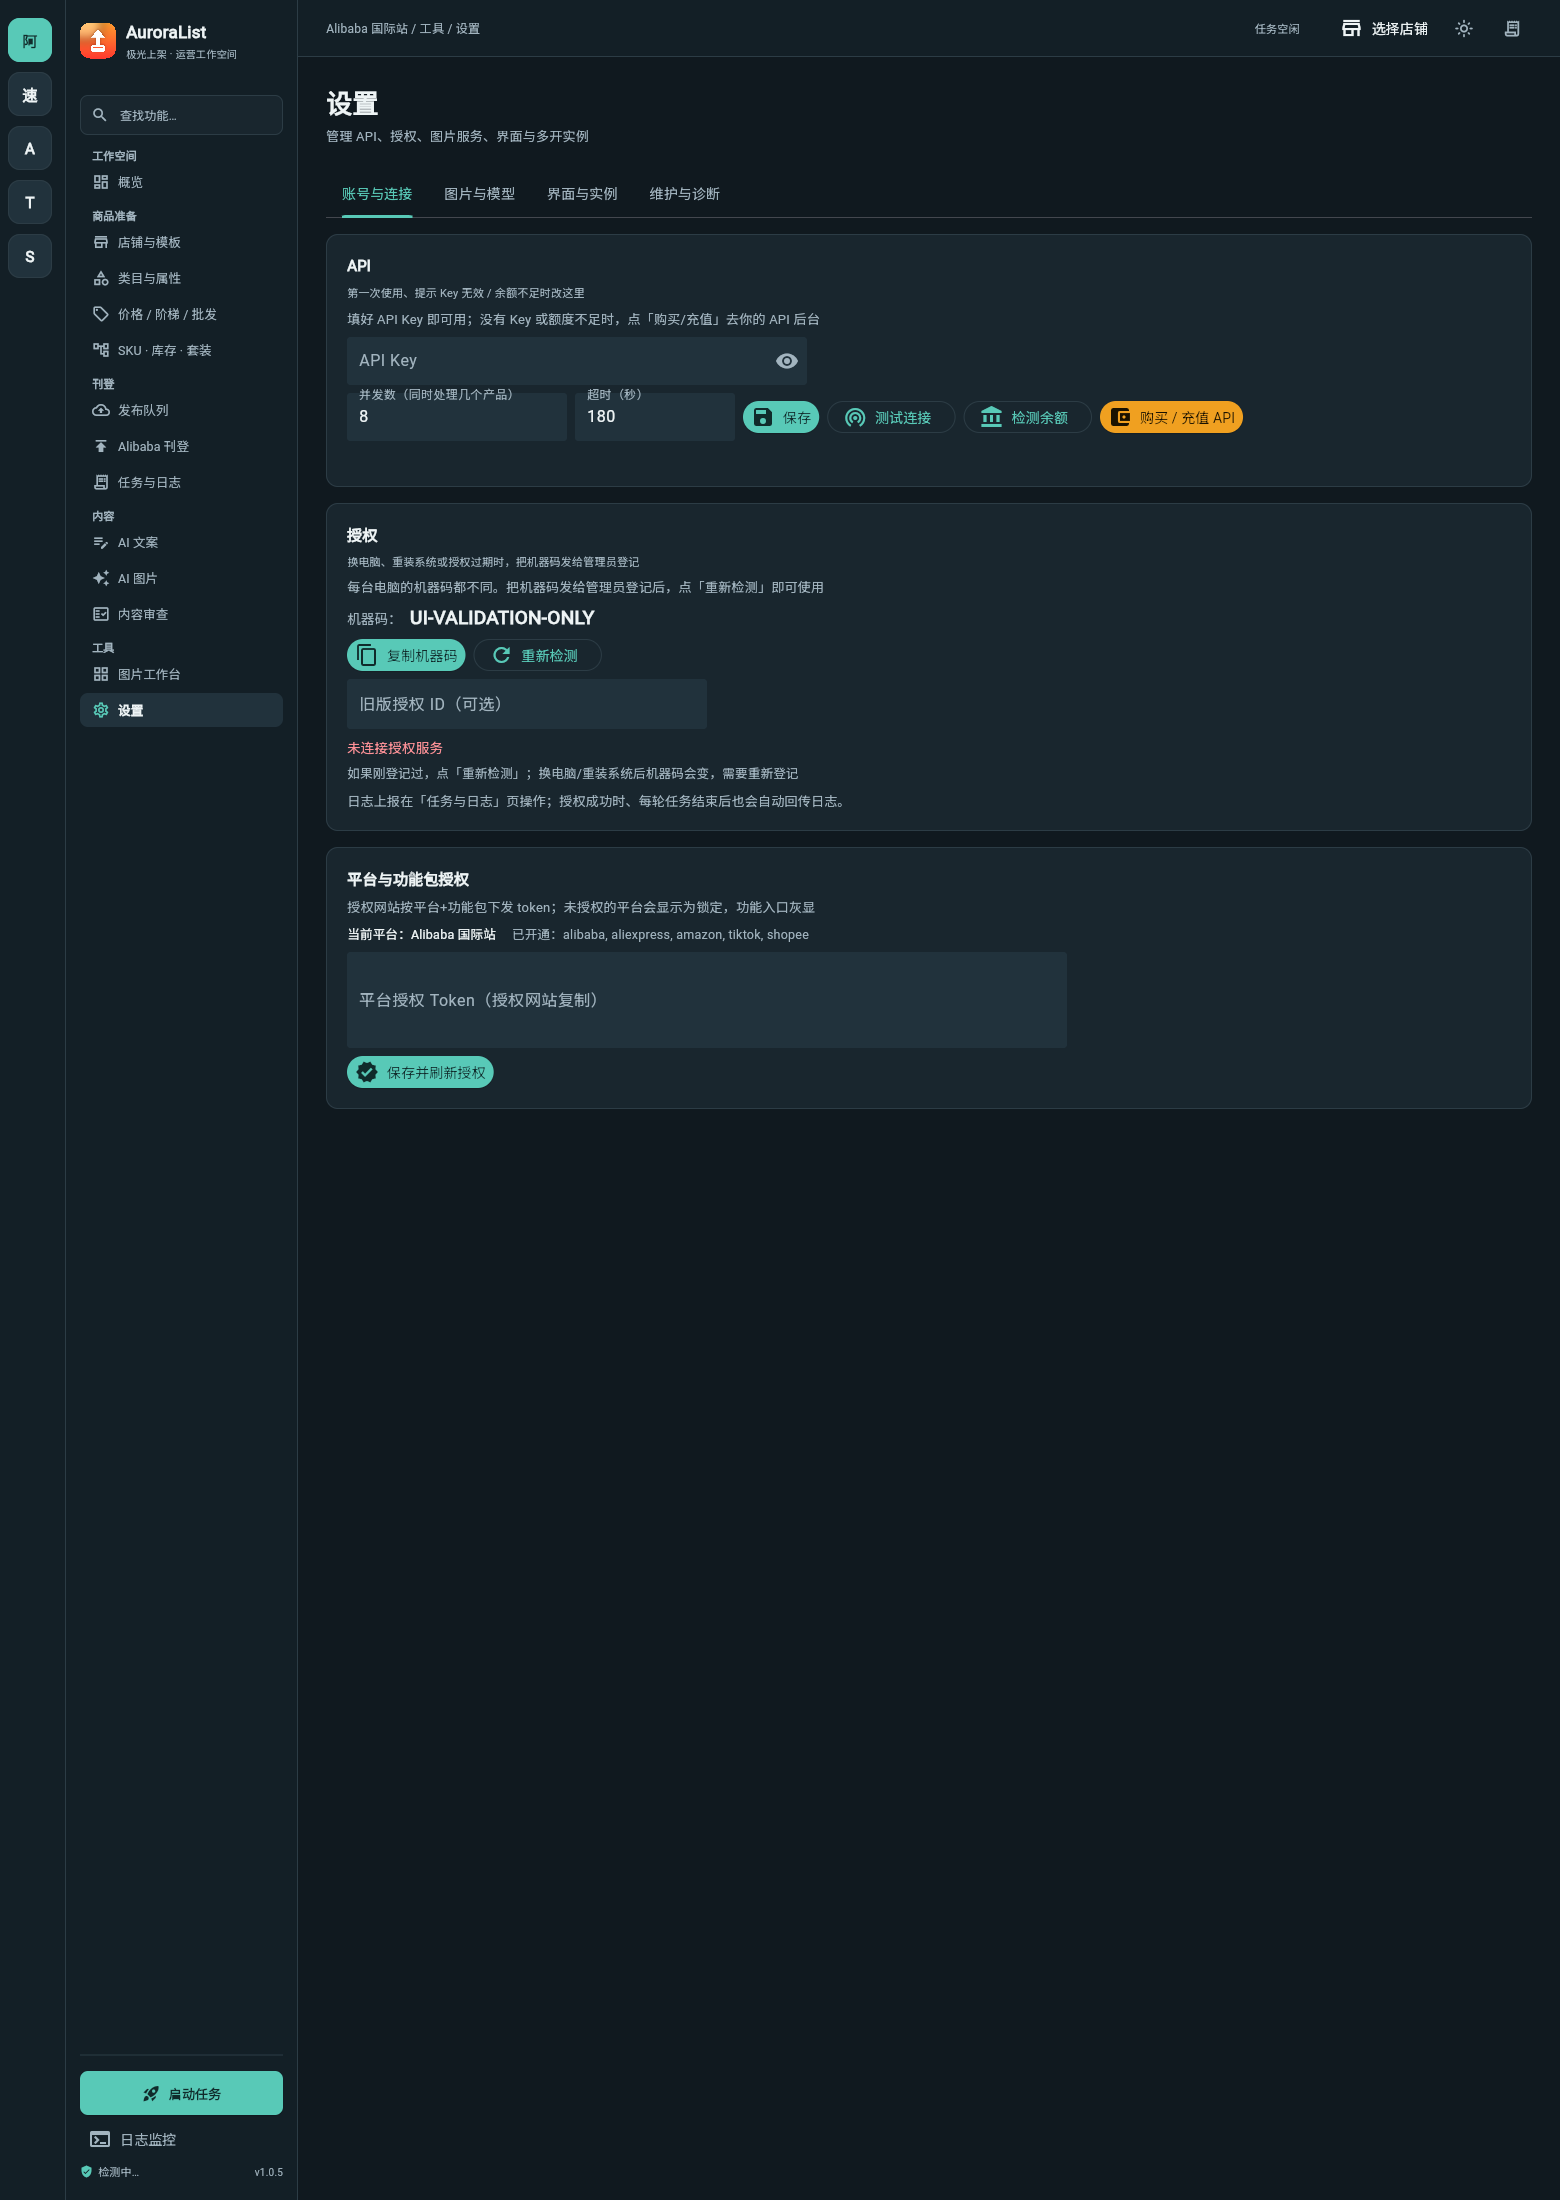 阿
速
A
T
S
AuroraList
极光上架 · 运营工作空间
查找功能…
工作空间
概览
商品准备
店铺与模板
类目与属性
价格 / 阶梯 / 批发
SKU · 库存 · 套装
刊登
发布队列
Alibaba 刊登
任务与日志
内容
AI 文案
AI 图片
内容审查
工具
图片工作台
设置
启动任务
日志监控
检测中…
v1.0.5
Alibaba 国际站 / 工具 / 设置
任务空闲
选择店铺
设置
管理 API、授权、图片服务、界面与多开实例
账号与连接
图片与模型
界面与实例
维护与诊断
API
第一次使用、提示 Key 无效 / 余额不足时改这里
填好 API Key 即可用；没有 Key 或额度不足时，点「购买/充值」去你的 API 后台
API Key
并发数（同时处理几个产品）
8
超时（秒）
180
保存
测试连接
检测余额
购买 / 充值 API
授权
换电脑、重装系统或授权过期时，把机器码发给管理员登记
每台电脑的机器码都不同。把机器码发给管理员登记后，点「重新检测」即可使用
机器码： UI-VALIDATION-ONLY
复制机器码
重新检测
旧版授权 ID（可选）
未连接授权服务
如果刚登记过，点「重新检测」；换电脑/重装系统后机器码会变，需要重新登记
日志上报在「任务与日志」页操作；授权成功时、每轮任务结束后也会自动回传日志。
平台与功能包授权
授权网站按平台+功能包下发 token；未授权的平台会显示为锁定，功能入口灰显
当前平台：Alibaba 国际站 已开通：alibaba, aliexpress, amazon, tiktok, shopee
平台授权 Token（授权网站复制）
保存并刷新授权